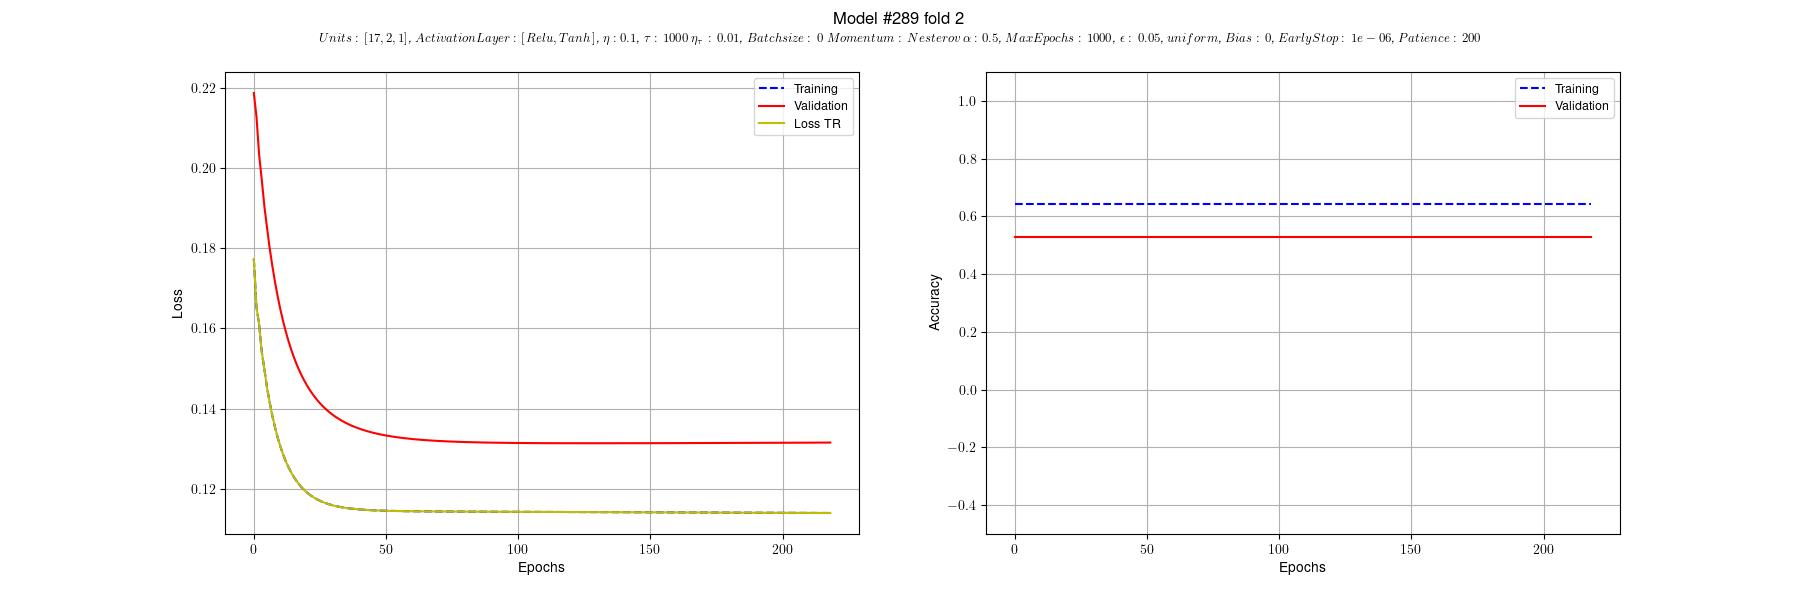 Model #289 fold 2
Units : [17, 2, 1], ActivationLayer : [Relu, Tanh], η : 0.1, τ : 1000 ητ : 0.01, Batchsize : 0 Momentum : Nesterov α : 0.5, MaxEpochs : 1000, ϵ : 0.05, uniform, Bias : 0, EarlyStop : 1e − 06, Patience : 200
0.22
0.20
0.18
0.16
0.14
0.12
Loss
0 50 100 150 200
Epochs
Training
Validation
Loss TR
1.0
0.8
0.6
0.4
0.2
0.0
−0.2
−0.4
Accuracy
0 50 100 150 200
Epochs
Training
Validation